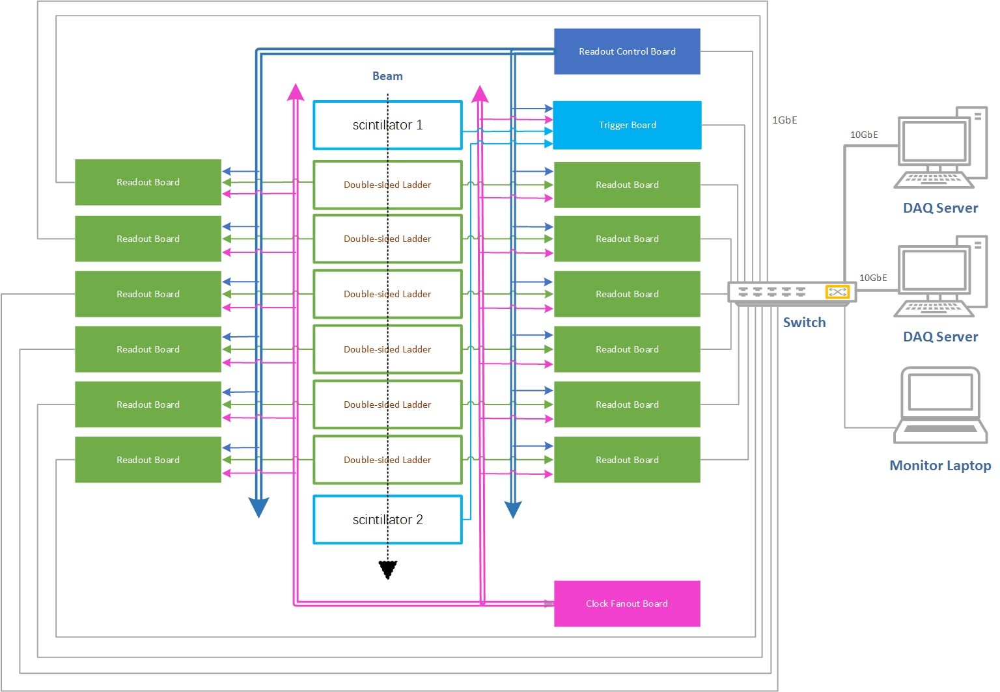 Readout Control Board
Beam
scintillator 1
Trigger Board
1GbE
10GbE
Readout Board
Double-sided Ladder
Readout Board
DAQ Server
Readout Board
Double-sided Ladder
Readout Board
10GbE
Readout Board
Double-sided Ladder
Readout Board
Switch
DAQ Server
Readout Board
Double-sided Ladder
Readout Board
Readout Board
Double-sided Ladder
Readout Board
Readout Board
Double-sided Ladder
Readout Board
Monitor Laptop
scintillator 2
Clock Fanout Board